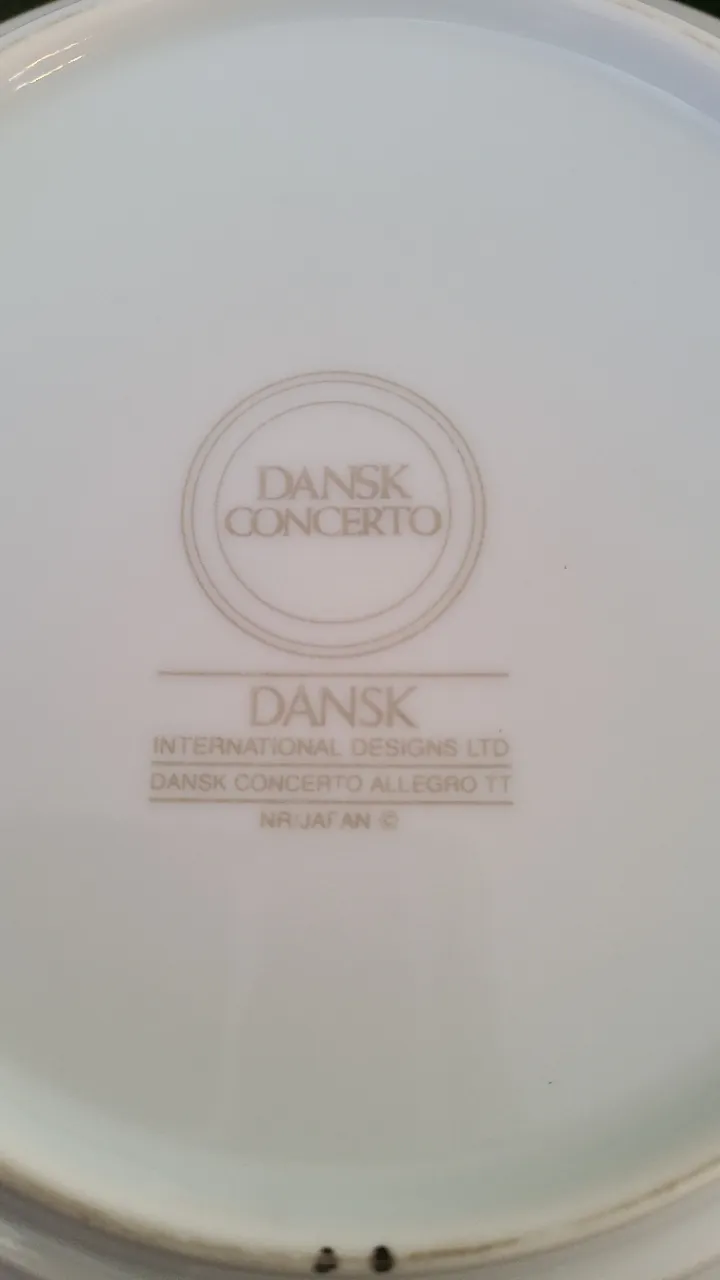 DANSK
CONCERTO
DANSK
INTERNATIONAL DESIGNS LTD
DANSK CONCERTO ALLEGRO TT
NR JAPAN ©